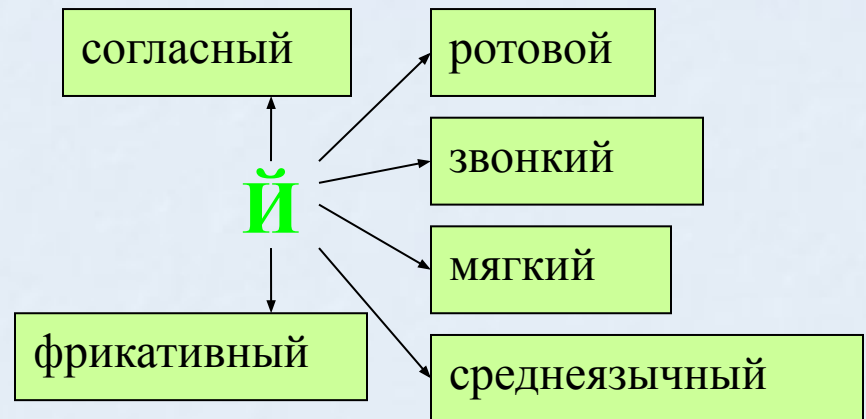 согласный
ротовой
звонкий
Й
мягкий
фрикативный
среднеязычный